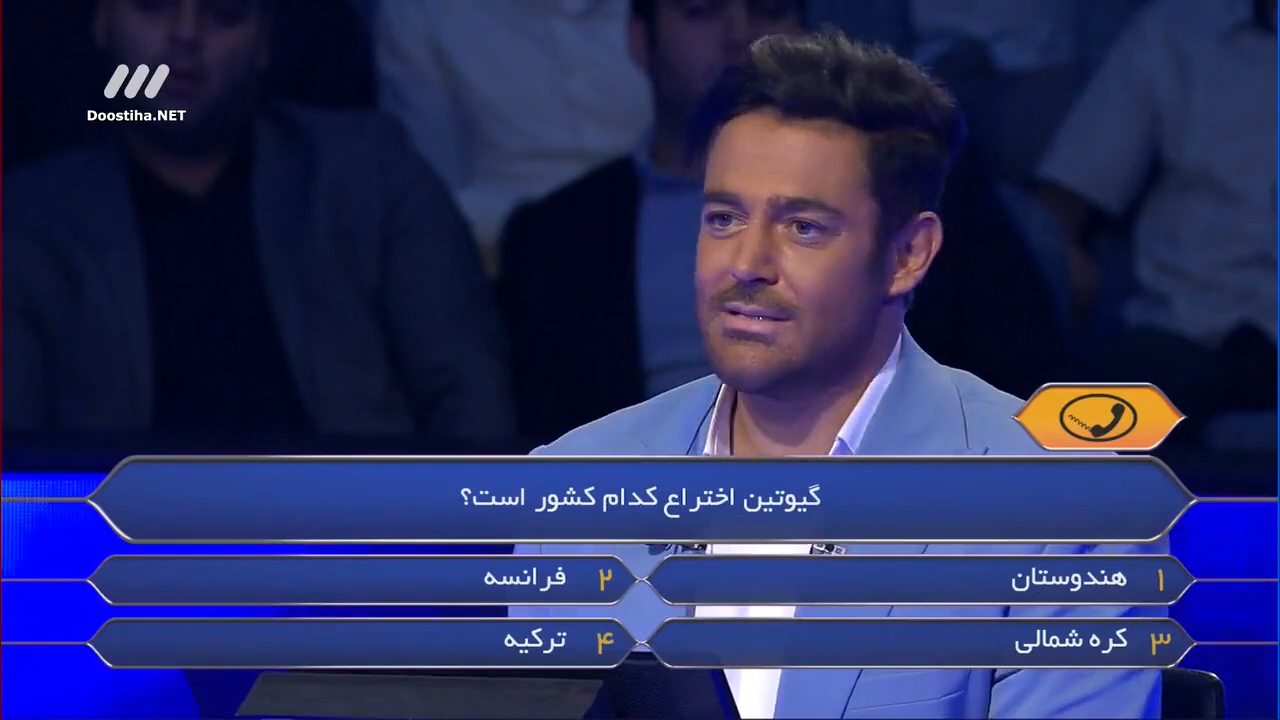 Doostiha.NET
گیوتین اختراع کدام کشور است؟
۱ هندوستان
۲ فرانسه
۳ کره شمالی
۴ ترکیه